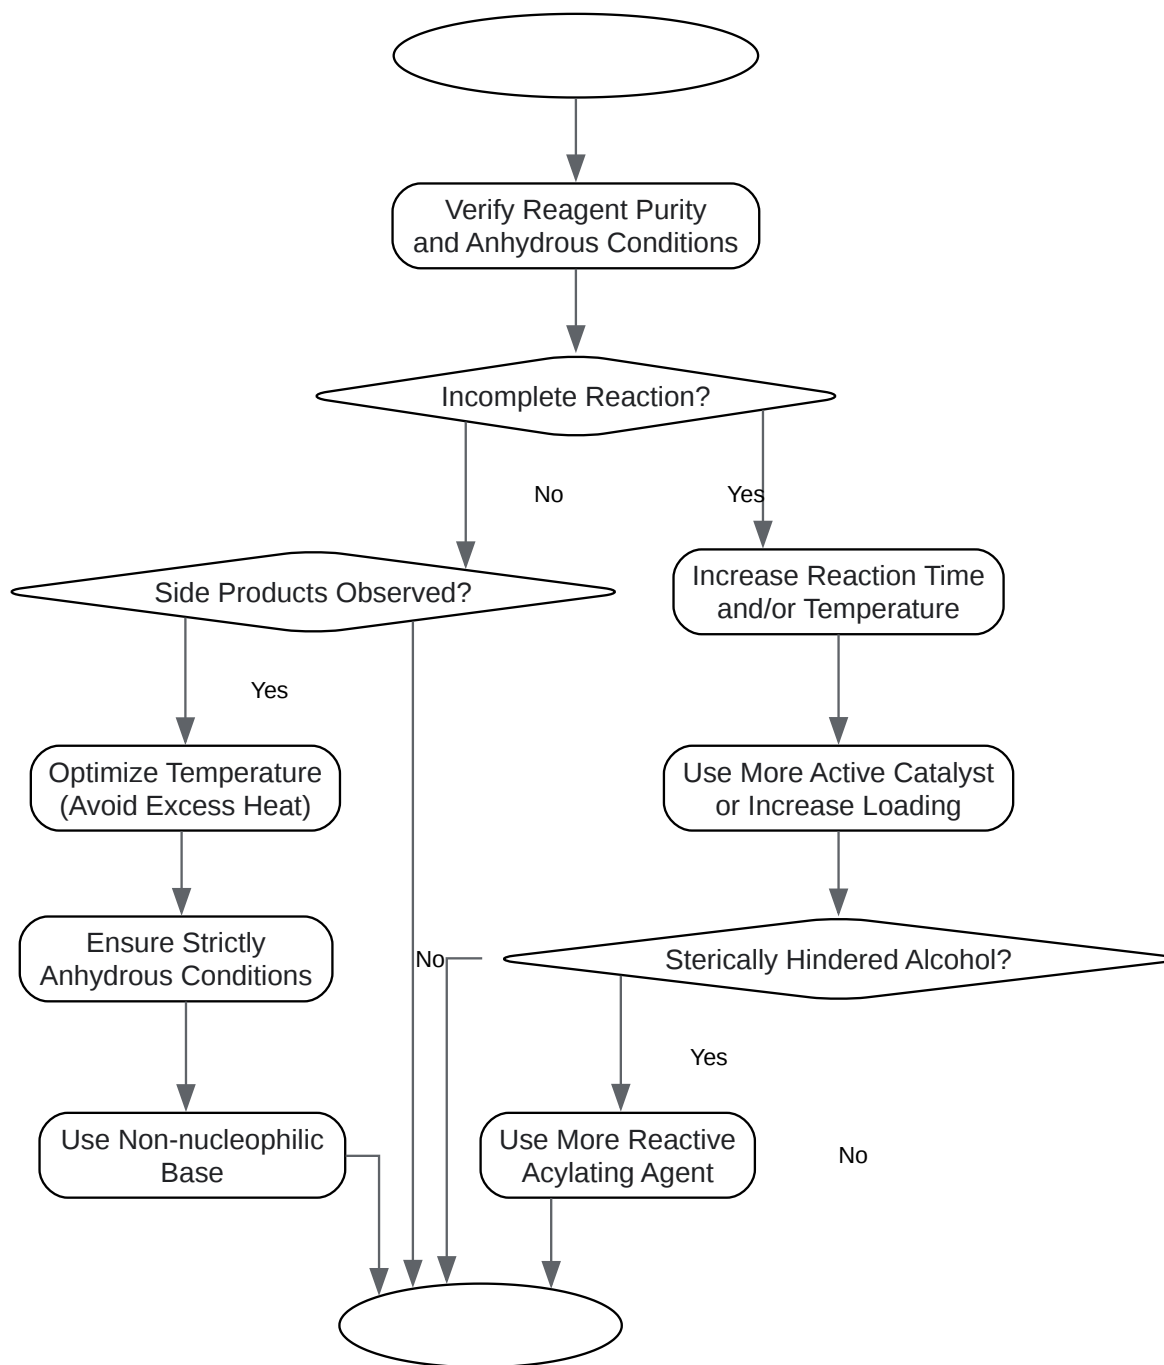 Verify Reagent Purity
and Anhydrous Conditions
Incomplete Reaction?
No
Yes
Side Products Observed?
Increase Reaction Time
and/or Temperature
Yes
Optimize Temperature
(Avoid Excess Heat)
Use More Active Catalyst
or Increase Loading
Ensure Strictly
Anhydrous Conditions
No
Sterically Hindered Alcohol?
Yes
Use Non-nucleophilic
Base
Use More Reactive
Acylating Agent
No